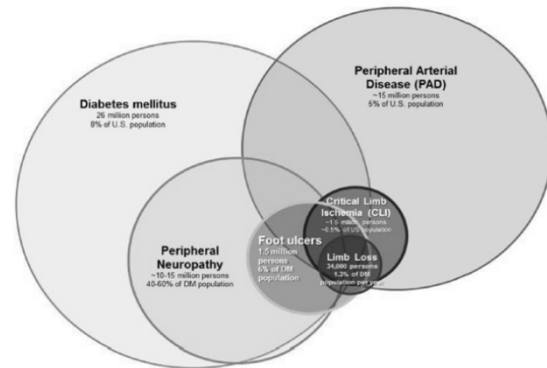 Peripheral Arterial
Disease (PAD)
~15 million persons
5% of U.S. population
Diabetes mellitus
26 million persons
8% of U.S. population
Critical Limb
Ischemia (CLI)
~1.5 million persons
~0.5% of US population
Foot ulcers
1.5 million
persons
6% of DM
population
Peripheral
Neuropathy
~10-15 million persons
40-60% of DM population
Limb Loss
34,000 persons
1.3% of DM
population per year